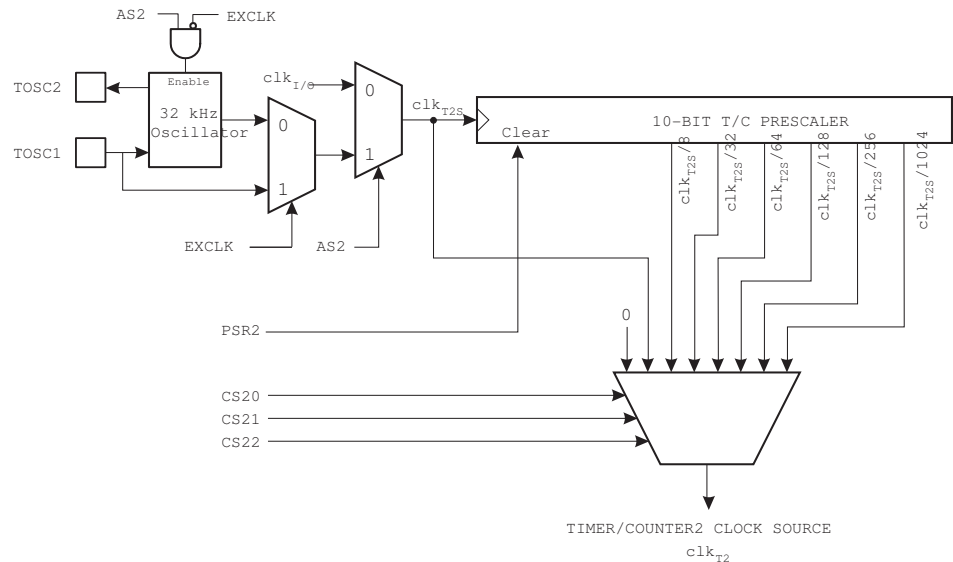 AS2
EXCLK
TOSC2
Enable
32 kHz
Oscillator
TOSC1
clkI/O
0
1
0
1
EXCLK
AS2
clkT2S
Clear
10-BIT T/C PRESCALER
clkT2S/8
clkT2S/32
clkT2S/64
clkT2S/128
clkT2S/256
clkT2S/1024
0
PSR2
CS20
CS21
CS22
TIMER/COUNTER2 CLOCK SOURCE
clkT2